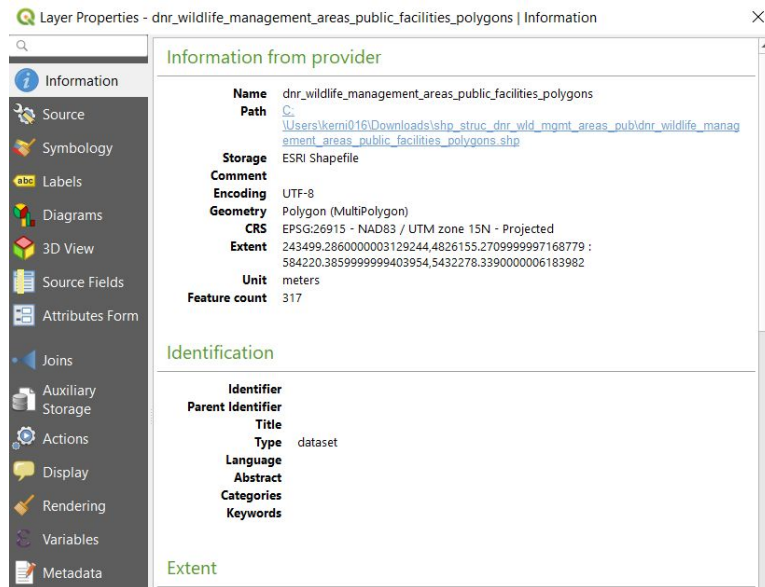 Layer Properties - dnr_wildlife_management_areas_public_facilities_polygons | Information
Information
Source
Symbology
abc Labels
Diagrams
3D View
Source Fields
Attributes Form
Joins
Auxiliary
Storage
Actions
Display
Rendering
Variables
Metadata
Information from provider
Name dnr_wildlife_management_areas_public_facilities_polygons
Path C:
\Users\kerni016\Downloads\shp_struc_dnr_wld_mgmt_areas_pub\dnr_wildlife_manag
ement_areas_public_facilities_polygons.shp
Storage ESRI Shapefile
Comment
Encoding UTF-8
Geometry Polygon (MultiPolygon)
CRS EPSG:26915 - NAD83 / UTM zone 15N - Projected
Extent 243499.2860000003129244,4826155.2709999997168779 :
584220.3859999999403954,5432278.3390000006183982
Unit meters
Feature count 317
Identification
Identifier
Parent Identifier
Title
Type dataset
Language
Abstract
Categories
Keywords
Extent